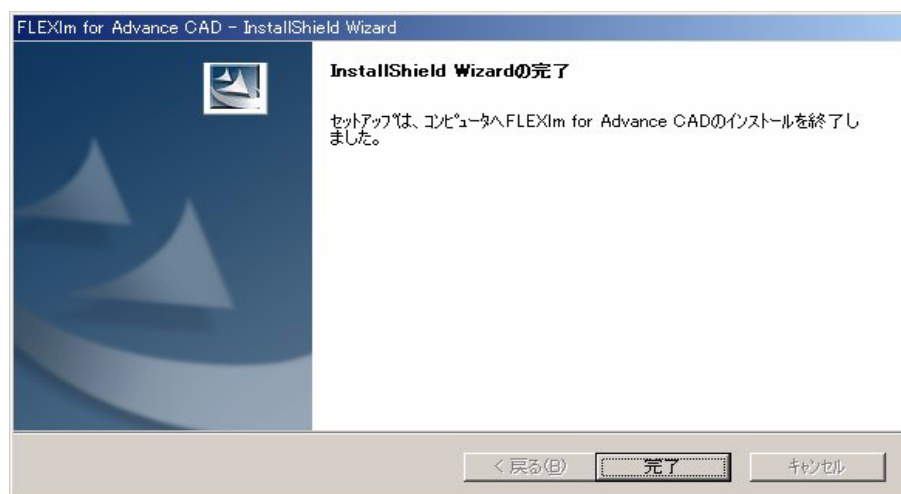 FLEXlm for Advance CAD - InstallShield Wizard
InstallShield Wizardの完了
セットアップは、コンピュータへFLEXlm for Advance CADのインストールを終了し
ました。
< 戻る(B)
完了
キャンセル